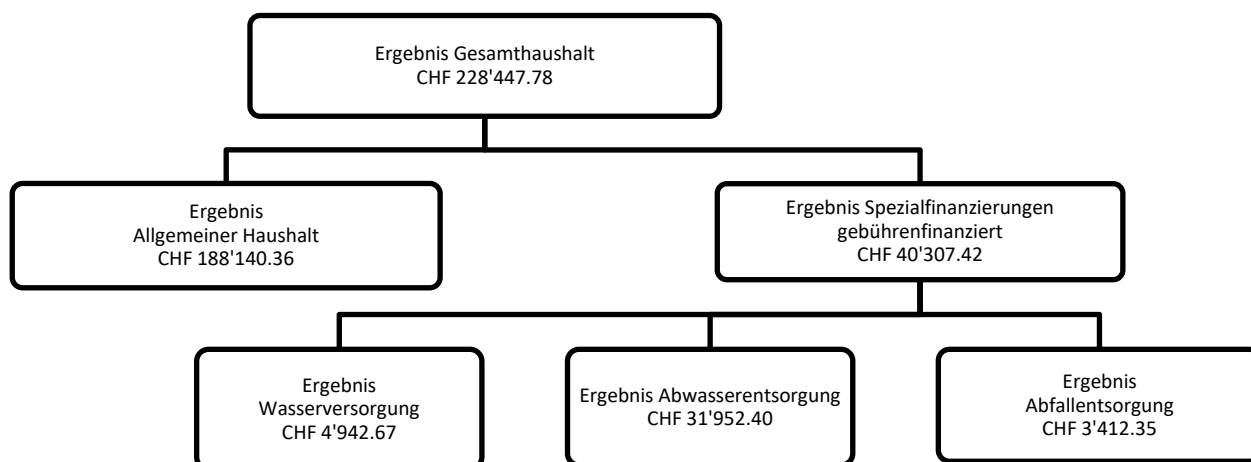 Ergebnis Gesamthaushalt
CHF 228'447.78
Ergebnis
Allgemeiner Haushalt
CHF 188'140.36
Ergebnis Spezialfinanzierungen
gebührenfinanziert
CHF 40'307.42
Ergebnis
Wasserversorgung
CHF 4'942.67
Ergebnis Abwasserentsorgung
CHF 31'952.40
Ergebnis
Abfallentsorgung
CHF 3'412.35